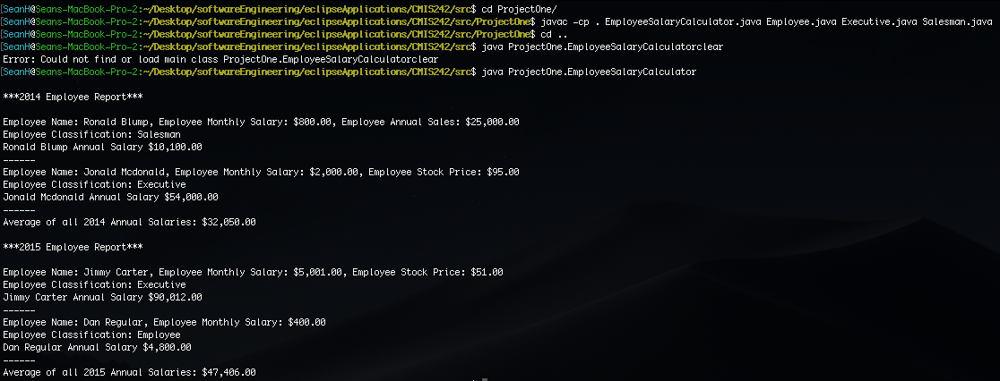 [SeanH@Seans-MacBook-Pro-2:~/Desktop/softwareEngineering/eclipseApplications/CMIS242/src$ cd ProjectOne/
[SeanH@Seans-MacBook-Pro-2:~/Desktop/softwareEngineering/eclipseApplications/CMIS242/src/ProjectOne$ javac -cp . EmployeeSalaryCalculator.java Employee.java Executive.java Salesman.java
[SeanH@Seans-MacBook-Pro-2:~/Desktop/softwareEngineering/eclipseApplications/CMIS242/src/ProjectOne$ cd ..
[SeanH@Seans-MacBook-Pro-2:~/Desktop/softwareEngineering/eclipseApplications/CMIS242/src$ java ProjectOne.EmployeeSalaryCalculatorclear
Error: Could not find or load main class ProjectOne.EmployeeSalaryCalculatorclear
[SeanH@Seans-MacBook-Pro-2:~/Desktop/softwareEngineering/eclipseApplications/CMIS242/src$ java ProjectOne.EmployeeSalaryCalculator
***2014 Employee Report***
Employee Name: Ronald Blump, Employee Monthly Salary: $800.00, Employee Annual Sales: $25,000.00
Employee Classification: Salesman
Ronald Blump Annual Salary $10,100.00
------
Employee Name: Jonald Mcdonald, Employee Monthly Salary: $2,000.00, Employee Stock Price: $95.00
Employee Classification: Executive
Jonald Mcdonald Annual Salary $54,000.00
------
Average of all 2014 Annual Salaries: $32,050.00
***2015 Employee Report***
Employee Name: Jimmy Carter, Employee Monthly Salary: $5,001.00, Employee Stock Price: $51.00
Employee Classification: Executive
Jimmy Carter Annual Salary $90,012.00
------
Employee Name: Dan Regular, Employee Monthly Salary: $400.00
Employee Classification: Employee
Dan Regular Annual Salary $4,800.00
------
Average of all 2015 Annual Salaries: $47,406.00